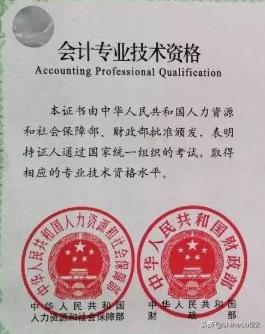 会计专业技术资格
Accounting Professional Qualification
本证书由中华人民共和国人力资源
和社会保障部、财政部批准颁发，表明
持证人通过国家统一组织的考试，取得
相应的专业技术资格水平。
中华人民共和国人力资源和社会保障部
中华人民共和国财政部
中华人民共和国
人力资源和社会保障部
中华人民共和国
财政部
头条 @shinecat22